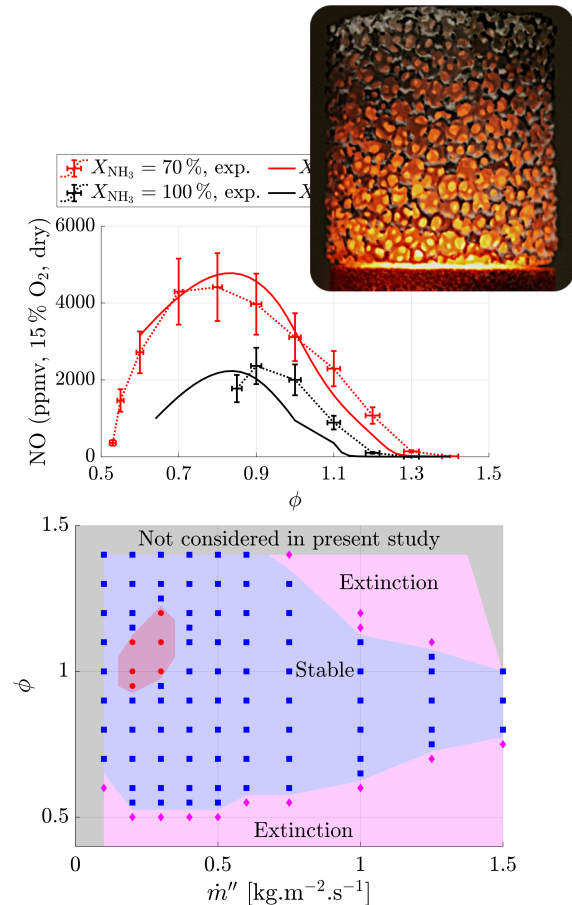 X_NH₃ = 70 %, exp.
X
X_NH₃ = 100 %, exp.
X
NO (ppmv, 15 % O₂, dry)
6000
4000
2000
0
0.5 0.7 0.9 1.1 1.3 1.5
ϕ
1.5
Not considered in present study
Extinction
ϕ
1
Stable
0.5
Extinction
0 0.5 1 1.5
ṁ″ [kg.m⁻².s⁻¹]